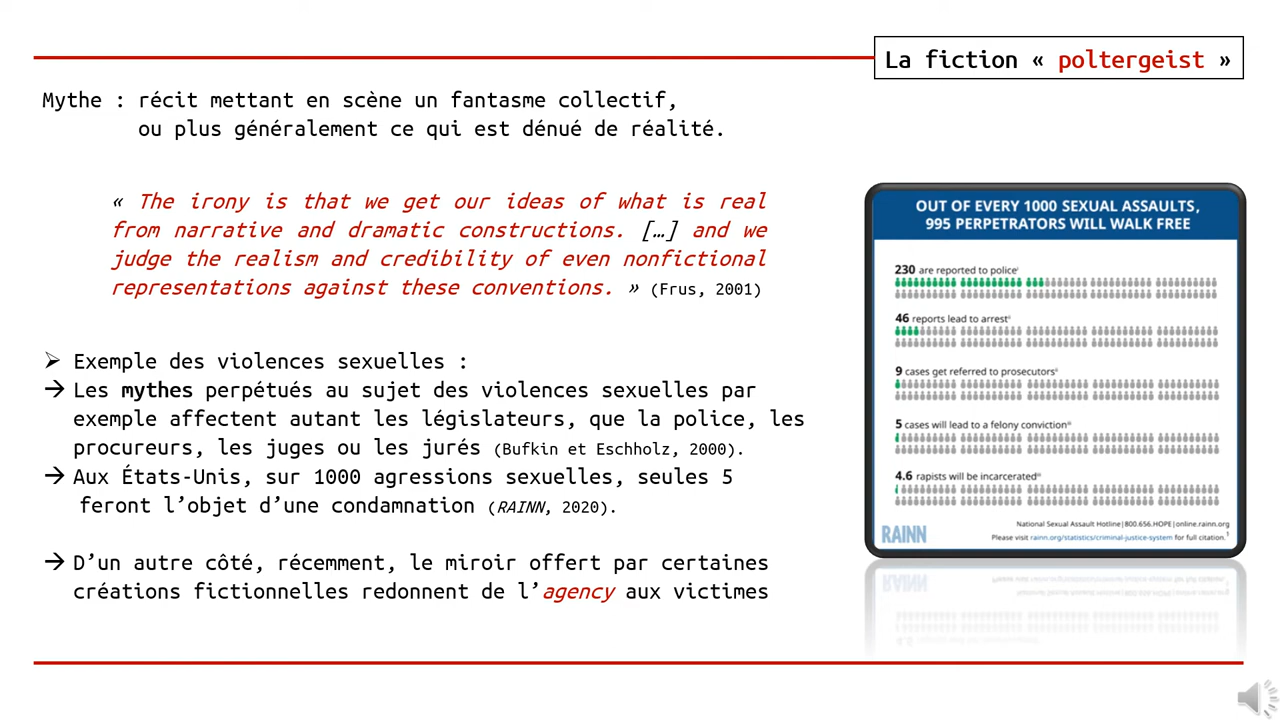 La fiction « poltergeist »
Mythe : récit mettant en scène un fantasme collectif,
ou plus généralement ce qui est dénué de réalité.
« The irony is that we get our ideas of what is real
from narrative and dramatic constructions. […] and we
judge the realism and credibility of even nonfictional
representations against these conventions. » (Frus, 2001)
➢ Exemple des violences sexuelles :
→ Les mythes perpétués au sujet des violences sexuelles par
exemple affectent autant les législateurs, que la police, les
procureurs, les juges ou les jurés (Bufkin et Eschholz, 2000).
→ Aux États-Unis, sur 1000 agressions sexuelles, seules 5
feront l’objet d’une condamnation (RAINN, 2020).
→ D’un autre côté, récemment, le miroir offert par certaines
créations fictionnelles redonnent de l’agency aux victimes
OUT OF EVERY 1000 SEXUAL ASSAULTS,
995 PERPETRATORS WILL WALK FREE
230 are reported to police
46 reports lead to arrest
9 cases get referred to prosecutors
5 cases will lead to a felony conviction
4.6 rapists will be incarcerated
RAINN
National Sexual Assault Hotline|800.656.HOPE|online.rainn.org
Please visit rainn.org/statistics/criminal-justice-system for full citation.¹